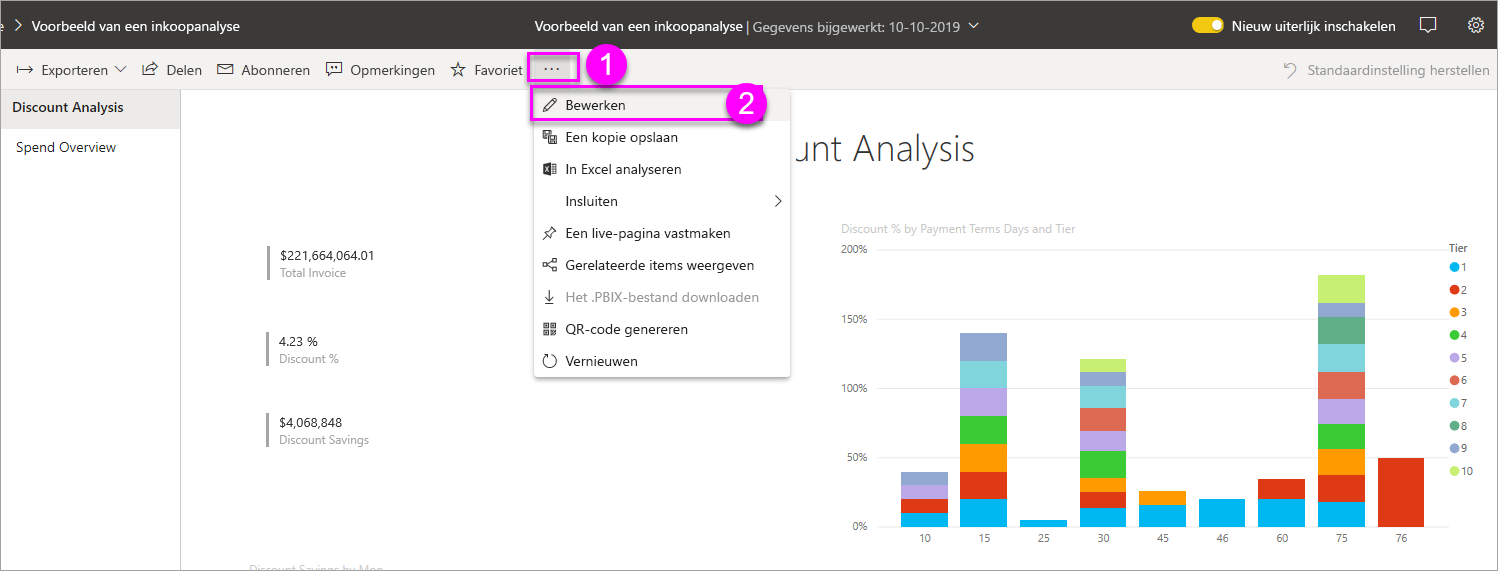 e > Voorbeeld van een inkoopanalyse
Voorbeeld van een inkoopanalyse | Gegevens bijgewerkt: 10-10-2019
Nieuw uiterlijk inschakelen
Exporteren
Delen
Abonneren
Opmerkingen
Favoriet
...
1
Standaardinstelling herstellen
Discount Analysis
Spend Overview
Bewerken
2
Een kopie opslaan
In Excel analyseren
Insluiten
Een live-pagina vastmaken
Gerelateerde items weergeven
Het .PBIX-bestand downloaden
QR-code genereren
Vernieuwen
unt Analysis
$221,664,064.01
Total Invoice
4.23 %
Discount %
$4,068,848
Discount Savings
Discount % by Payment Terms Days and Tier
200%
150%
100%
50%
0%
10 15 25 30 45 46 60 75 76
Tier
1
2
3
4
5
6
7
8
9
10
Discount Savings by Mon